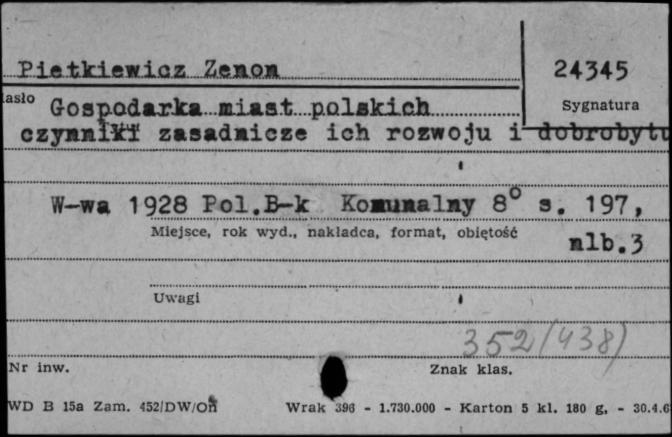 Pietkiewicz Zenon
24345
asło Gospodarka miast polskich
Sygnatura
czynniki zasadnicze ich rozwoju i dobrobytu
W-wa 1928 Pol.B-k Komunalny 8° s. 197,
Miejsce, rok wyd., nakładca, format, obiętość
nlb.3
Uwagi
352(438)
Nr inw.
Znak klas.
WD B 15a Zam. 452/DW/Oń Wrak 396 - 1.730.000 - Karton 5 kl. 180 g, - 30.4.6